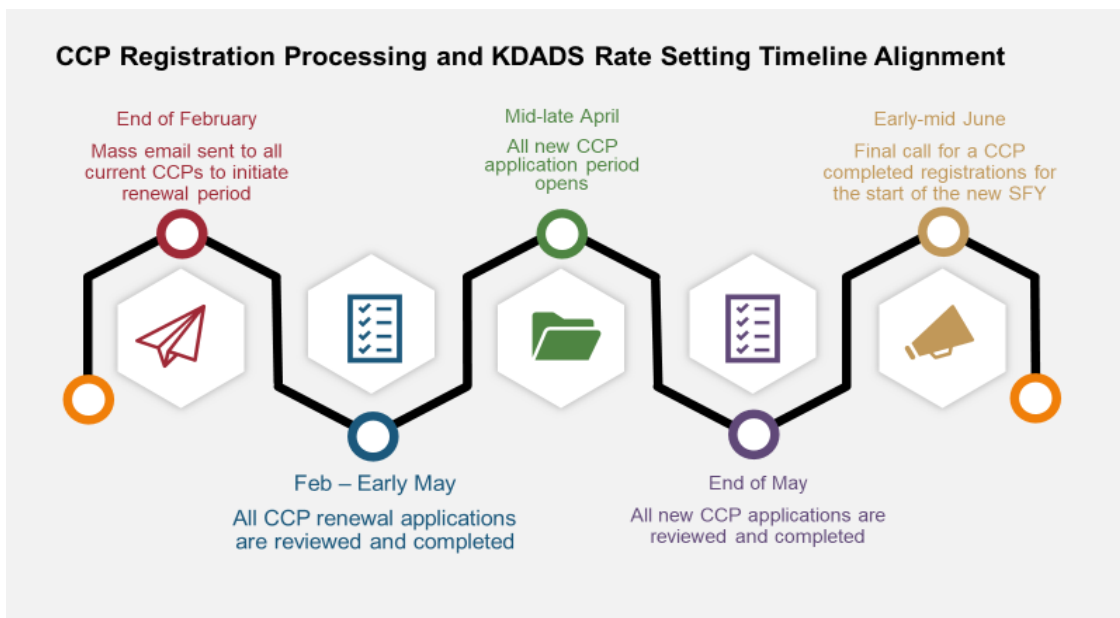 CCP Registration Processing and KDADS Rate Setting Timeline Alignment
End of February
Mass email sent to all
current CCPs to initiate
renewal period
Mid-late April
All new CCP
application period
opens
Early-mid June
Final call for a CCP
completed registrations for
the start of the new SFY
Feb – Early May
All CCP renewal applications
are reviewed and completed
End of May
All new CCP applications are
reviewed and completed